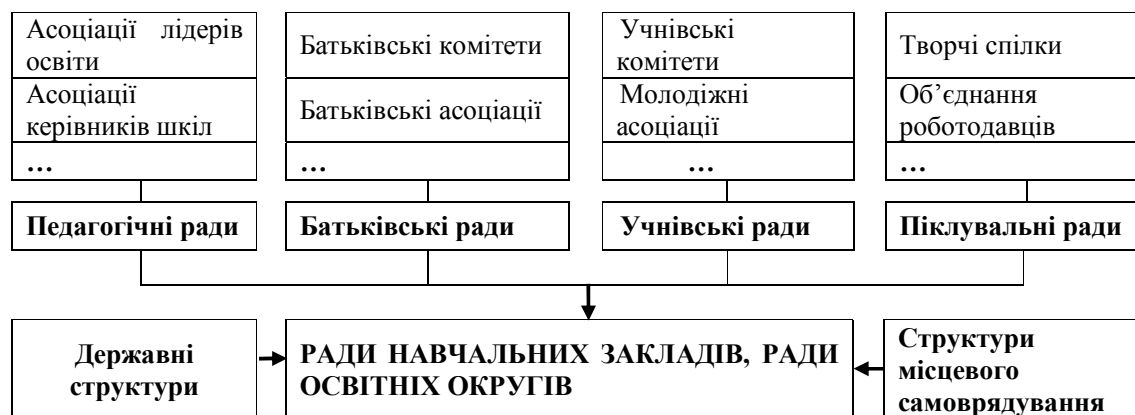 Асоціації лідерів
освіти
Асоціації
керівників шкіл
…
Педагогічні ради
Батьківські комітети
Батьківські асоціації
…
Батьківські ради
Учнівські
комітети
Молодіжні
асоціації
…
Учнівські ради
Творчі спілки
Об’єднання
роботодавців
…
Піклувальні ради
Державні
структури
РАДИ НАВЧАЛЬНИХ ЗАКЛАДІВ, РАДИ
ОСВІТНІХ ОКРУГІВ
Структури
місцевого
самоврядування